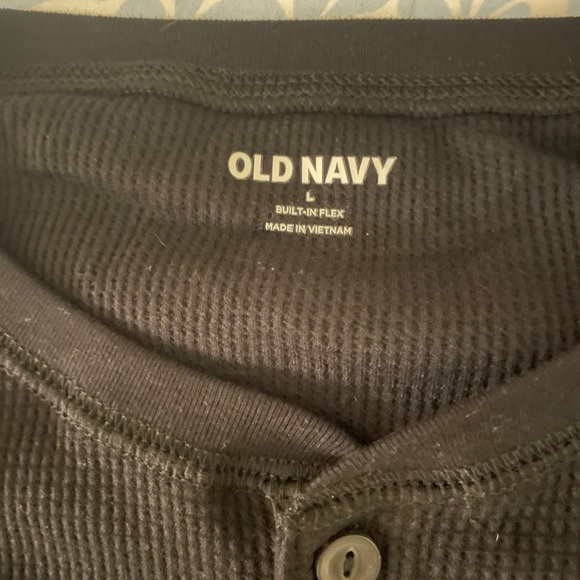 OLD NAVY
L
BUILT-IN FLEX
MADE IN VIETNAM